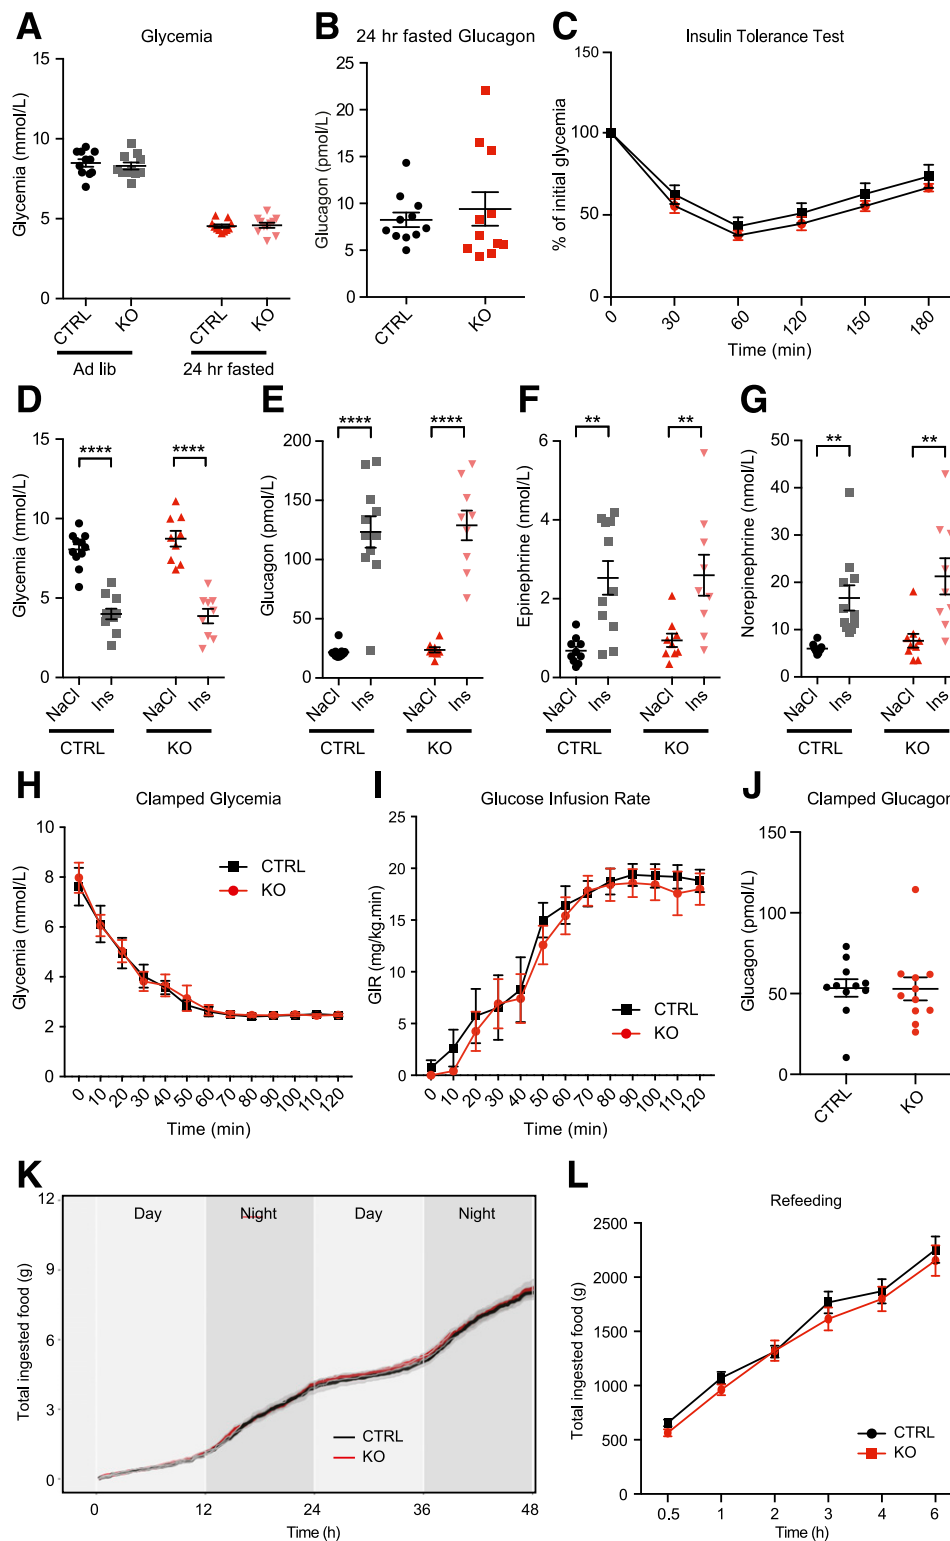 A
Glycemia
Glycemia (mmol/L)
15
10
5
0
CTRL
KO
CTRL
KO
Ad lib
24 hr fasted
B
24 hr fasted Glucagon
Glucagon (pmol/L)
25
20
15
10
5
0
CTRL
KO
C
Insulin Tolerance Test
% of initial glycemia
100
50
0
0
30
60
120
150
180
Time (min)
D
Glycemia (mmol/L)
15
10
5
0
****
****
NaCl
Ins
NaCl
Ins
CTRL
KO
E
Glucagon (pmol/L)
200
150
100
50
0
****
****
NaCl
Ins
NaCl
Ins
CTRL
KO
F
Epinephrine (nmol/L)
6
4
2
0
**
**
NaCl
Ins
NaCl
Ins
CTRL
KO
G
Norepinephrine (nmol/L)
50
40
30
20
10
0
**
**
NaCl
Ins
NaCl
Ins
CTRL
KO
H
Clamped Glycemia
Glycemia (mmol/L)
8
6
4
2
0
CTRL
KO
0
10
20
30
40
50
60
70
80
90
100
110
120
Time (min)
I
Glucose Infusion Rate
GIR (mg/kg.min)
25
20
15
10
5
0
CTRL
KO
0
10
20
30
40
50
60
70
80
90
100
110
120
Time (min)
J
Clamped Glucagon
Glucagon (pmol/L)
150
100
50
0
CTRL
KO
K
Total ingested food (g)
12
9
6
3
0
Day
Night
Day
Night
CTRL
KO
0
12
24
36
48
Time (h)
L
Refeeding
Total ingested food (g)
2500
2000
1500
1000
500
0
CTRL
KO
0.5
1
2
3
4
6
Time (h)